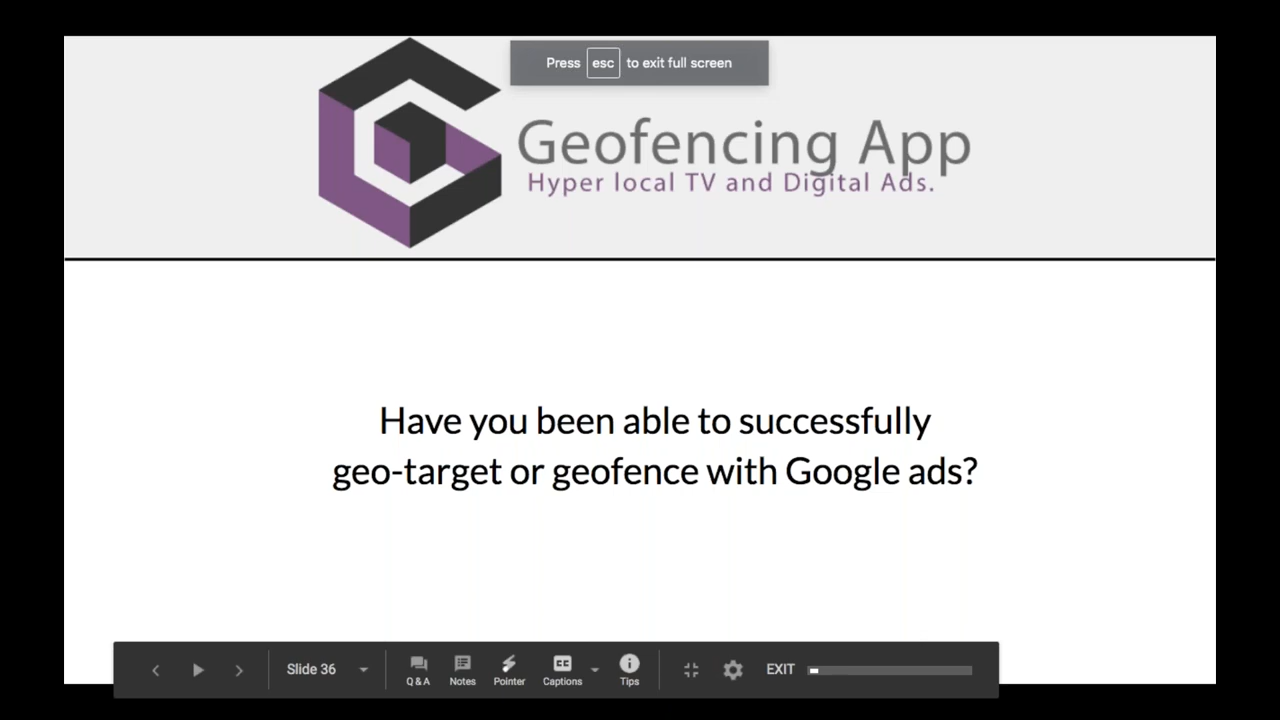 Press esc to exit full screen
Geofencing App
Hyper local TV and Digital Ads.
Have you been able to successfully
geo-target or geofence with Google ads?
Slide 36
Q & A
Notes
Pointer
CC
Captions
Tips
EXIT